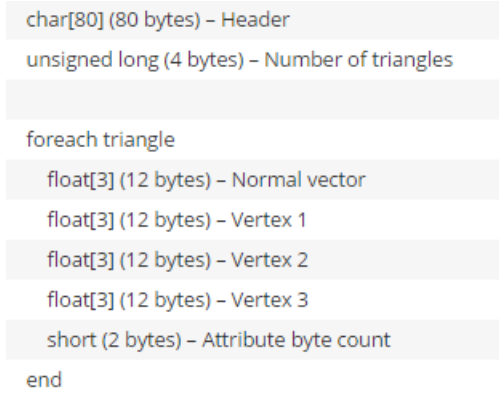 char[80] (80 bytes) – Header
unsigned long (4 bytes) – Number of triangles
foreach triangle
float[3] (12 bytes) – Normal vector
float[3] (12 bytes) – Vertex 1
float[3] (12 bytes) – Vertex 2
float[3] (12 bytes) – Vertex 3
short (2 bytes) – Attribute byte count
end